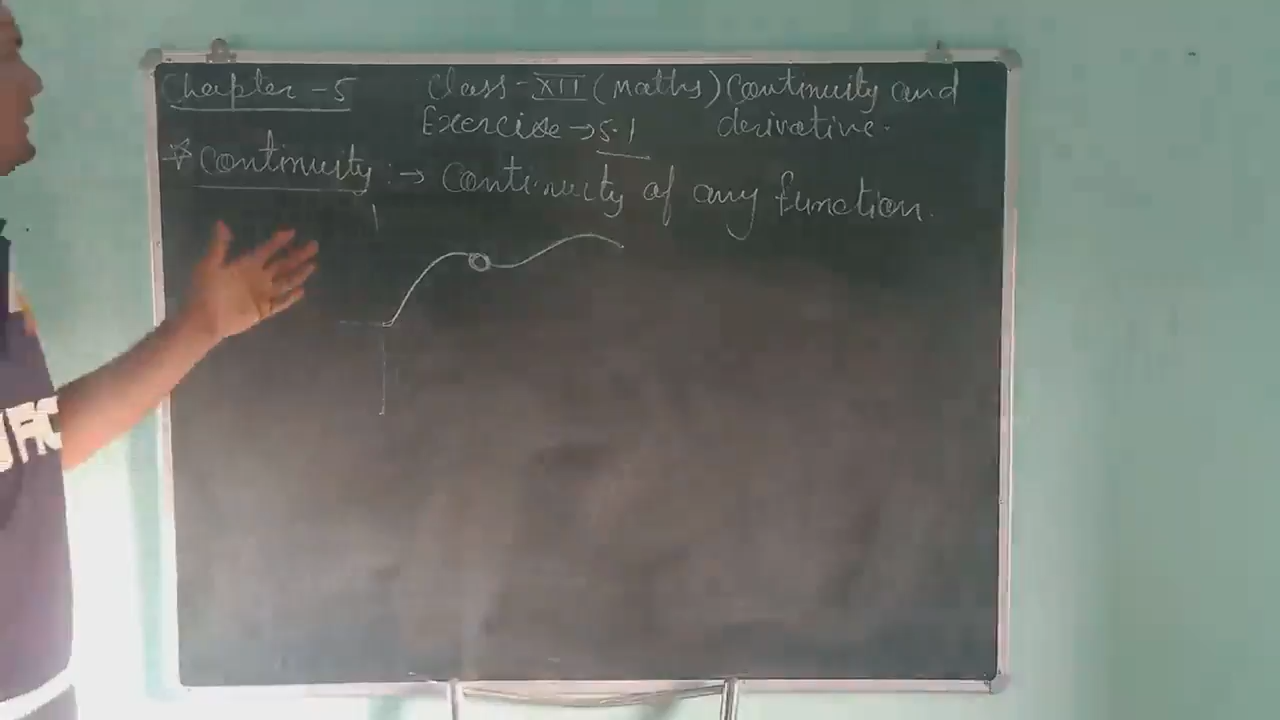 Chapter - 5 Class - XII (Maths) Continuity and
Exercise → 5.1 derivative.
* Continuity :→ Continuity of any function.